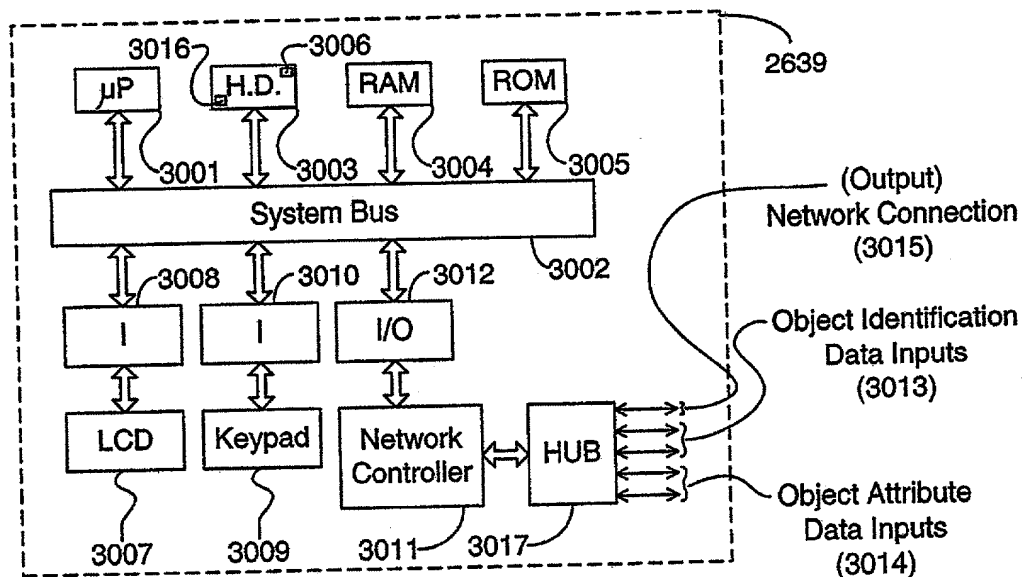 3016
3006
2639
µP
H.D.
RAM
ROM
3001
3003
3004
3005
System Bus
3002
(Output)
Network Connection
(3015)
3008
3010
3012
I
I
I/O
Object Identification
Data Inputs
(3013)
LCD
Keypad
Network
Controller
HUB
Object Attribute
Data Inputs
(3014)
3007
3009
3011
3017